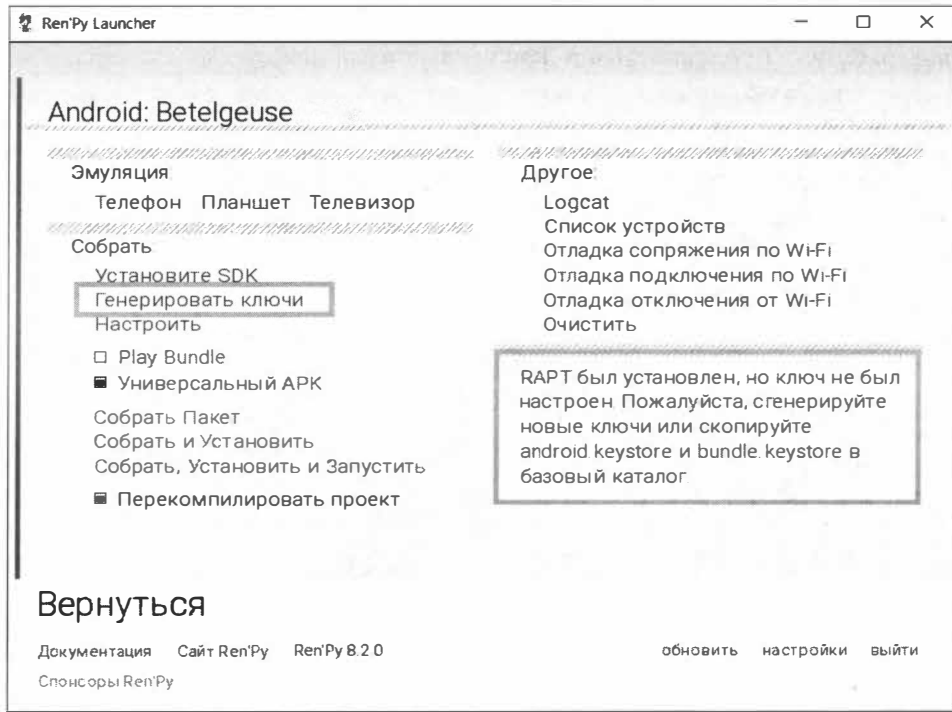 Ren'Py Launcher
Android: Betelgeuse
Эмуляция:
Телефон Планшет Телевизор
Собрать:
Установите SDK
Генерировать ключи
Настроить
Play Bundle
Универсальный APK
Собрать Пакет
Собрать и Установить
Собрать, Установить и Запустить
Перекомпилировать проект
Другое:
Logcat
Список устройств
Отладка сопряжения по Wi-Fi
Отладка подключения по Wi-Fi
Отладка отключения от Wi-Fi
Очистить
RAPT был установлен, но ключ не был
настроен. Пожалуйста, сгенерируйте
новые ключи или скопируйте
android.keystore и bundle.keystore в
базовый каталог.
Вернуться
Документация Сайт Ren'Py Ren'Py 8.2.0
обновить настройки выйти
Спонсоры Ren'Py